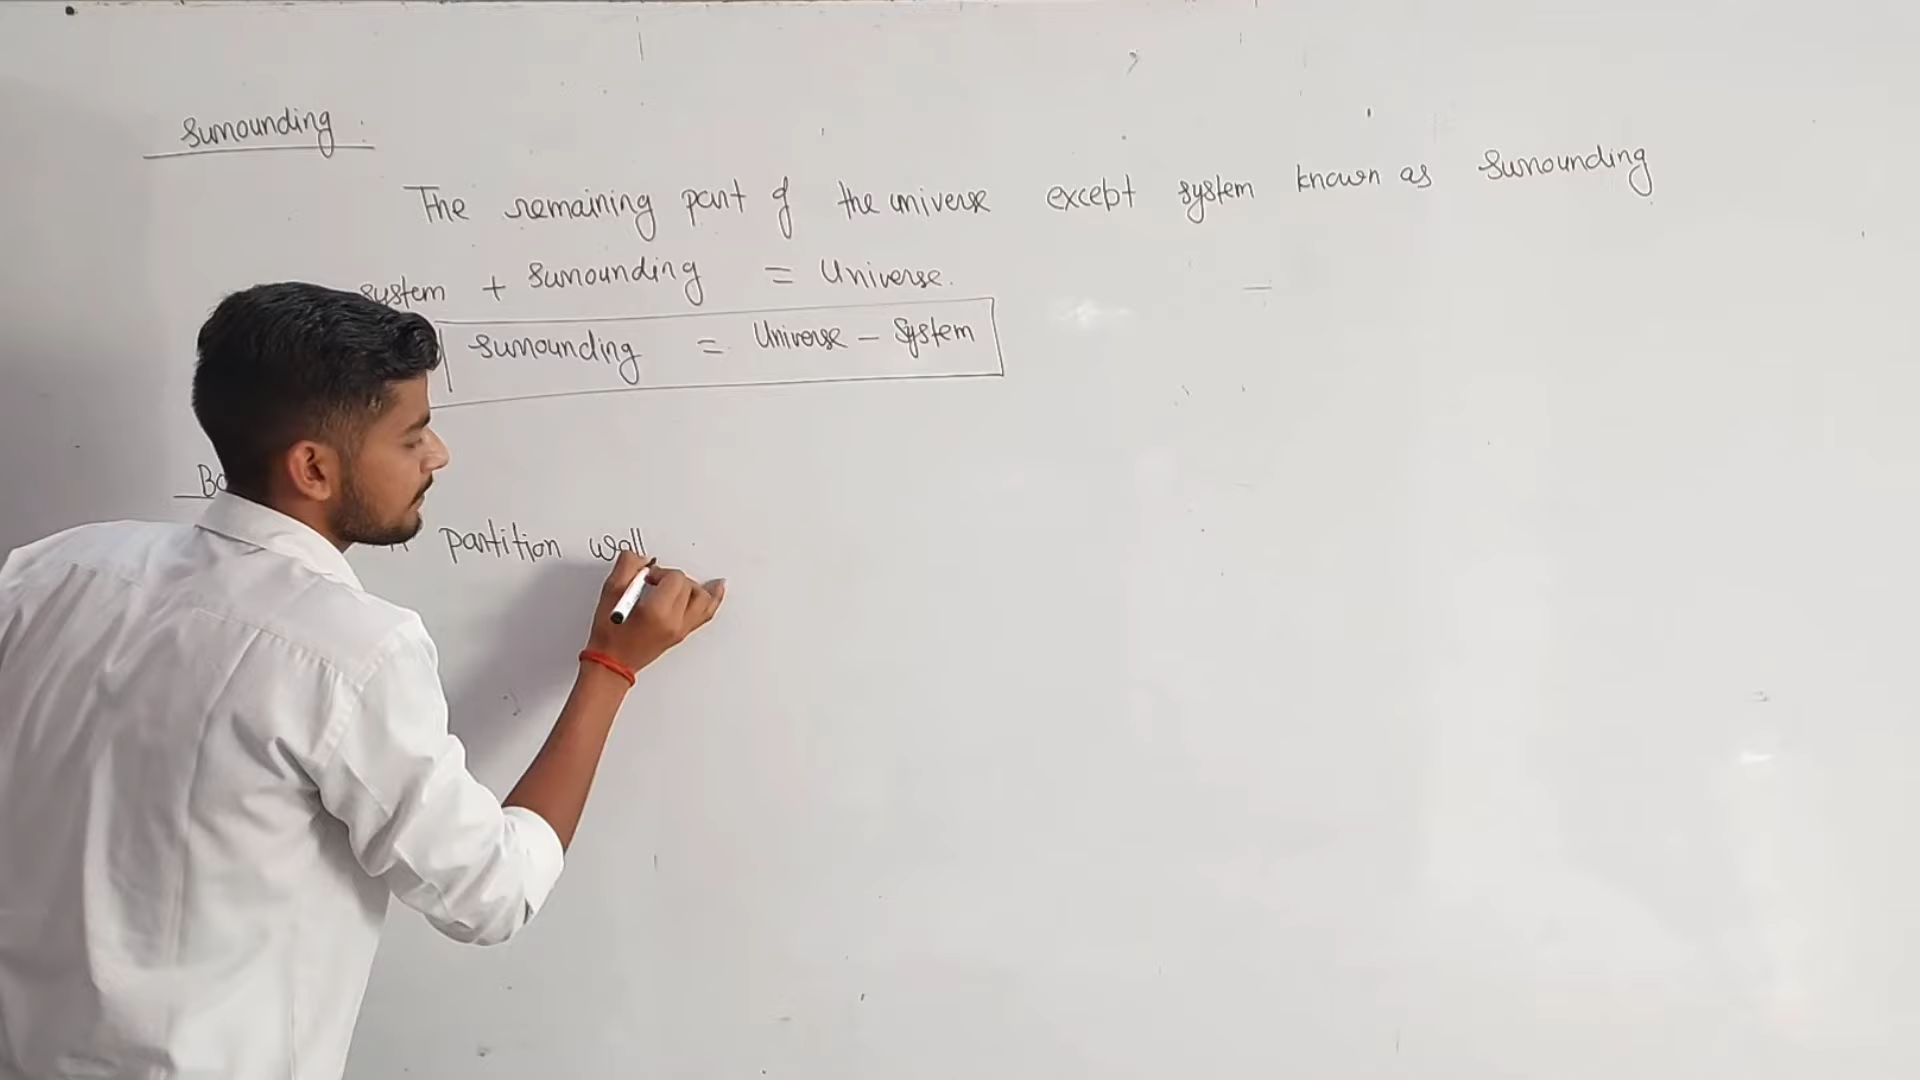 Surrounding :
The remaining part of the universe except system known as surrounding
system + surrounding = Universe.
surrounding = Universe - System
partition wall